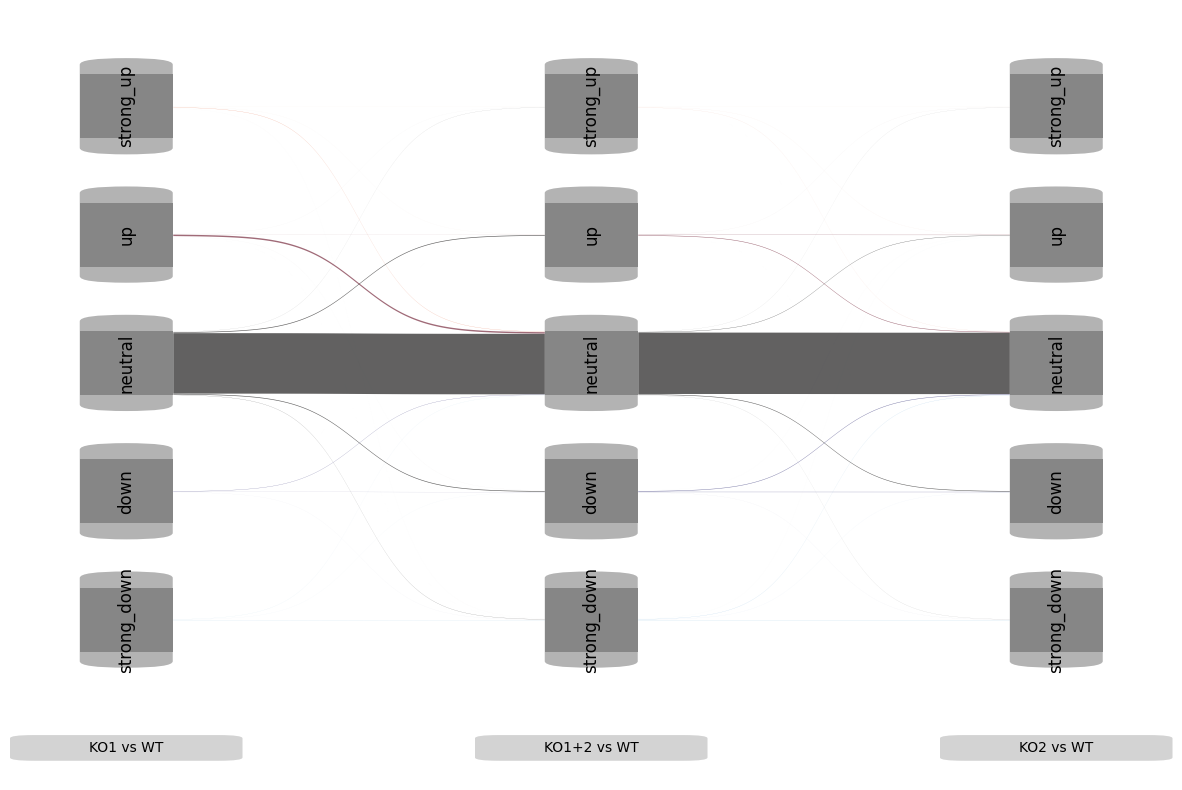 strong_up
strong_up
strong_up
up
up
up
neutral
neutral
neutral
down
down
down
strong_down
strong_down
strong_down
KO1 vs WT
KO1+2 vs WT
KO2 vs WT